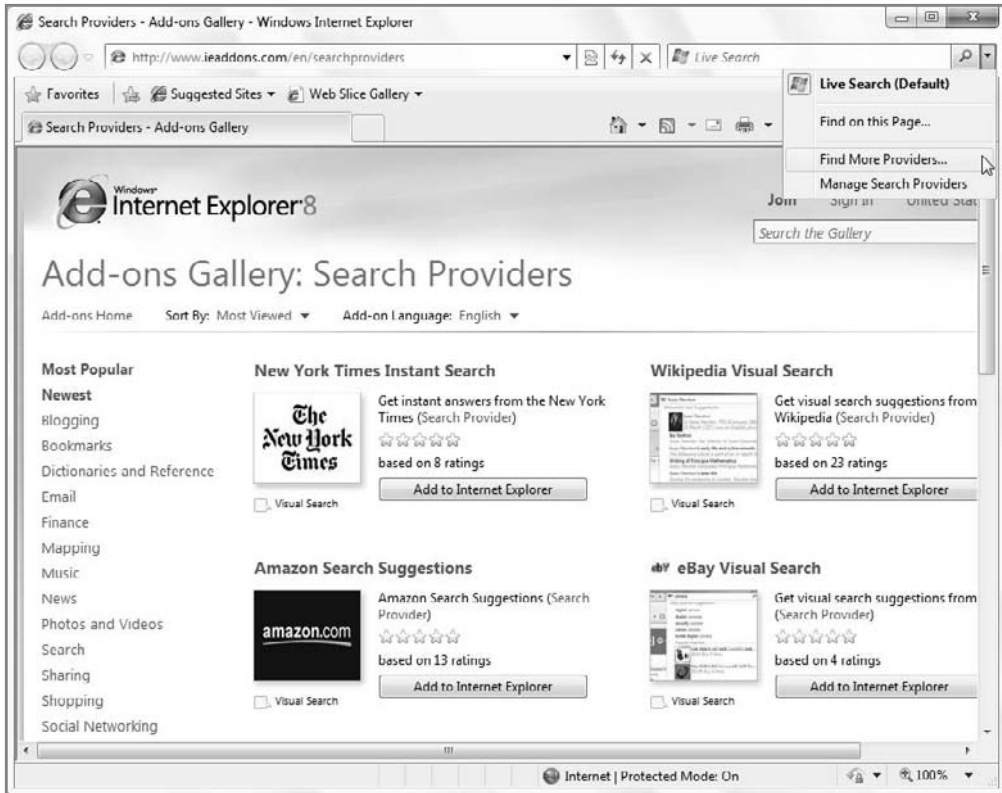 Search Providers - Add-ons Gallery - Windows Internet Explorer
http://www.ieaddons.com/en/searchproviders
Live Search
Favorites Suggested Sites Web Slice Gallery
Search Providers - Add-ons Gallery
Live Search (Default)
Find on this Page...
Find More Providers...
Manage Search Providers
Windows
Internet Explorer 8
Join Sign In United Stat
Search the Gallery
Add-ons Gallery: Search Providers
Add-ons Home Sort By: Most Viewed Add-on Language: English
Most Popular
Newest
Blogging
Bookmarks
Dictionaries and Reference
Email
Finance
Mapping
Music
News
Photos and Videos
Search
Sharing
Shopping
Social Networking
New York Times Instant Search
The
New York
Times
Get instant answers from the New York
Times (Search Provider)
based on 8 ratings
Add to Internet Explorer
Visual Search
Wikipedia Visual Search
Get visual search suggestions from
Wikipedia (Search Provider)
based on 23 ratings
Add to Internet Explorer
Visual Search
Amazon Search Suggestions
amazon.com
Amazon Search Suggestions (Search
Provider)
based on 13 ratings
Add to Internet Explorer
Visual Search
ebY eBay Visual Search
Get visual search suggestions from
(Search Provider)
based on 4 ratings
Add to Internet Explorer
Visual Search
Internet | Protected Mode: On
100%